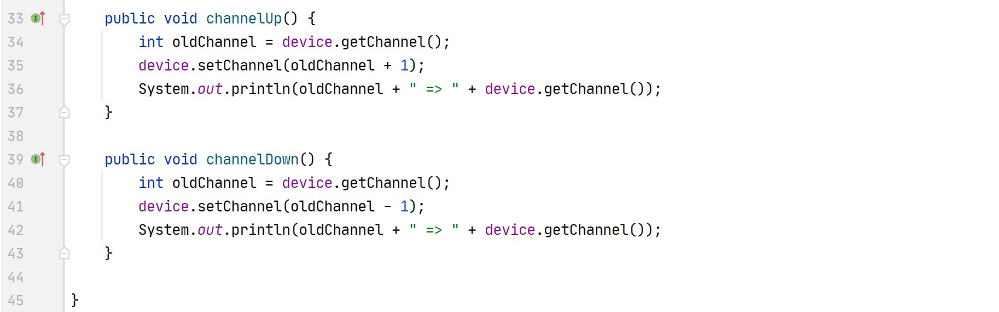 33 public void channelUp() {
34 int oldChannel = device.getChannel();
35 device.setChannel(oldChannel + 1);
36 System.out.println(oldChannel + " => " + device.getChannel());
37 }
38
39 public void channelDown() {
40 int oldChannel = device.getChannel();
41 device.setChannel(oldChannel - 1);
42 System.out.println(oldChannel + " => " + device.getChannel());
43 }
44
45 }